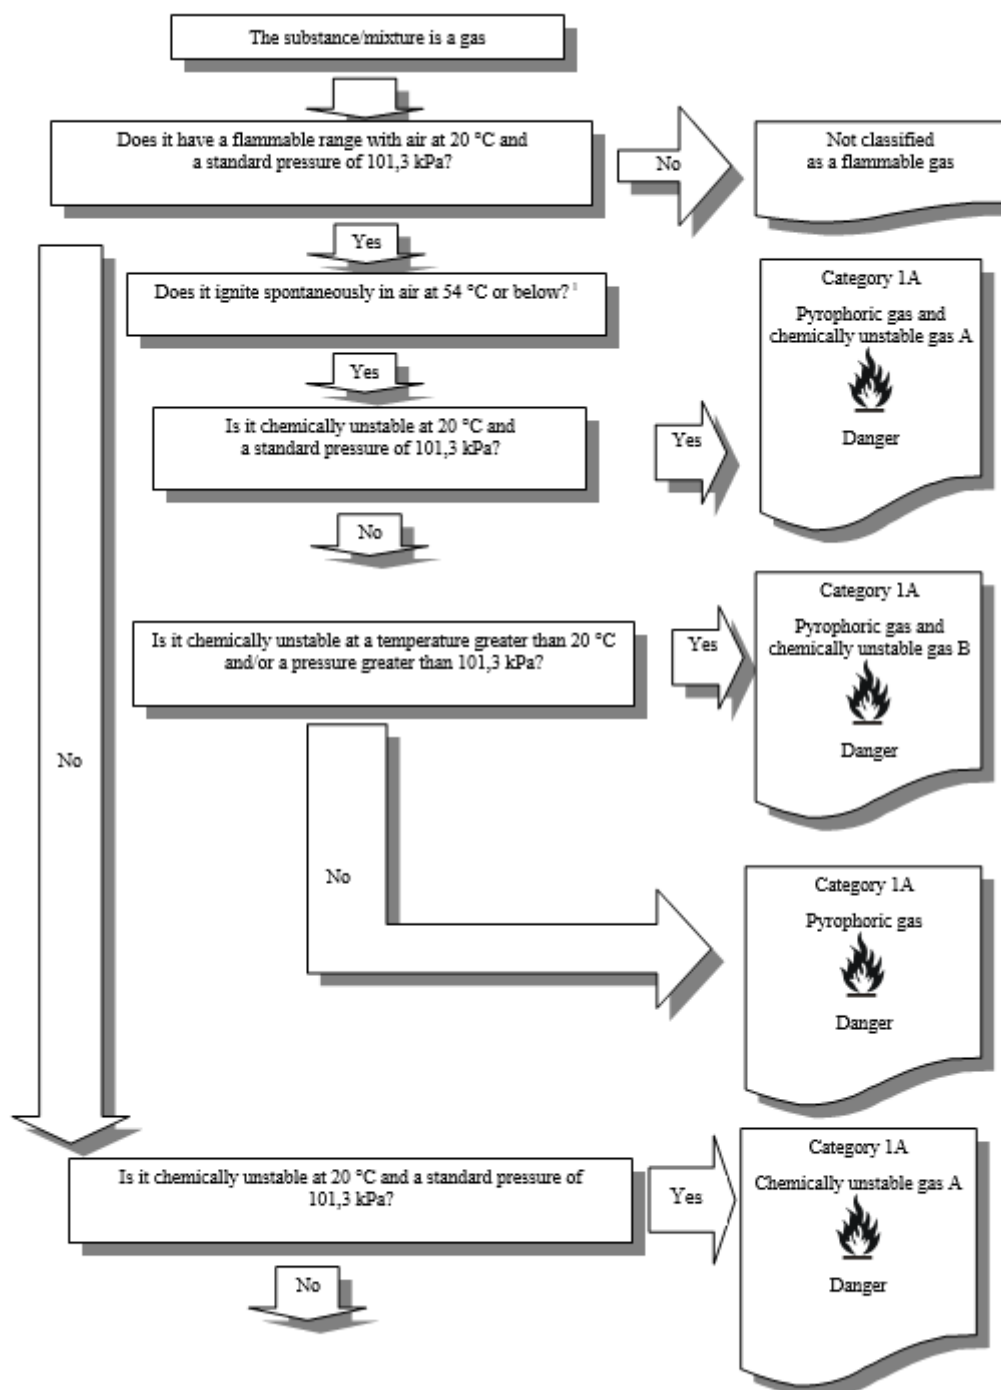 The substance/mixture is a gas
Does it have a flammable range with air at 20 °C and
a standard pressure of 101,3 kPa?
No
Not classified
as a flammable gas
Yes
Does it ignite spontaneously in air at 54 °C or below? 1
Category 1A
Pyrophoric gas and
chemically unstable gas A
Danger
Yes
Is it chemically unstable at 20 °C and
a standard pressure of 101,3 kPa?
Yes
No
Is it chemically unstable at a temperature greater than 20 °C
and/or a pressure greater than 101,3 kPa?
Yes
Category 1A
Pyrophoric gas and
chemically unstable gas B
Danger
No
No
Category 1A
Pyrophoric gas
Danger
Is it chemically unstable at 20 °C and a standard pressure of
101,3 kPa?
Yes
Category 1A
Chemically unstable gas A
Danger
No